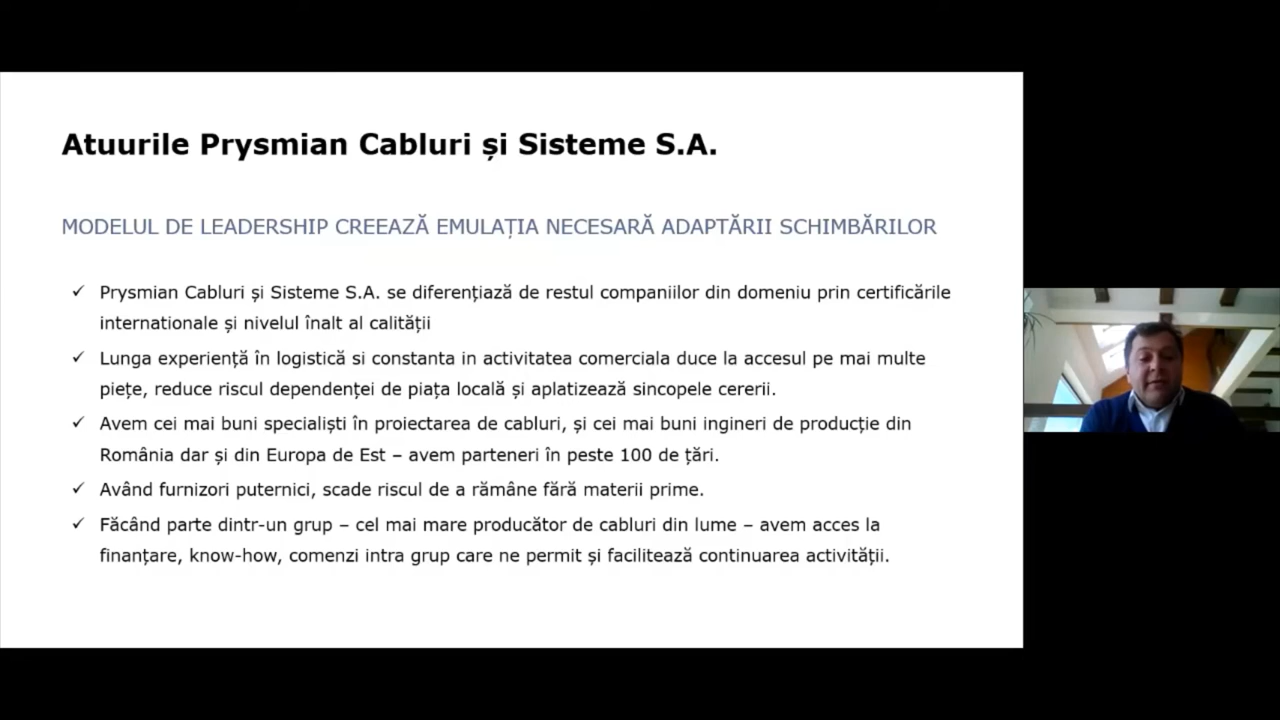 Atuurile Prysmian Cabluri și Sisteme S.A.
MODELUL DE LEADERSHIP CREEAZĂ EMULAȚIA NECESARĂ ADAPTĂRII SCHIMBĂRILOR
✓ Prysmian Cabluri și Sisteme S.A. se diferențiază de restul companiilor din domeniu prin certificările
internationale și nivelul înalt al calității
✓ Lunga experiență în logistică si constanta in activitatea comerciala duce la accesul pe mai multe
piețe, reduce riscul dependenței de piața locală și aplatizează sincopele cererii.
✓ Avem cei mai buni specialiști în proiectarea de cabluri, și cei mai buni ingineri de producție din
România dar și din Europa de Est – avem parteneri în peste 100 de țări.
✓ Având furnizori puternici, scade riscul de a rămâne fără materii prime.
✓ Făcând parte dintr-un grup – cel mai mare producător de cabluri din lume – avem acces la
finanțare, know-how, comenzi intra grup care ne permit și facilitează continuarea activității.